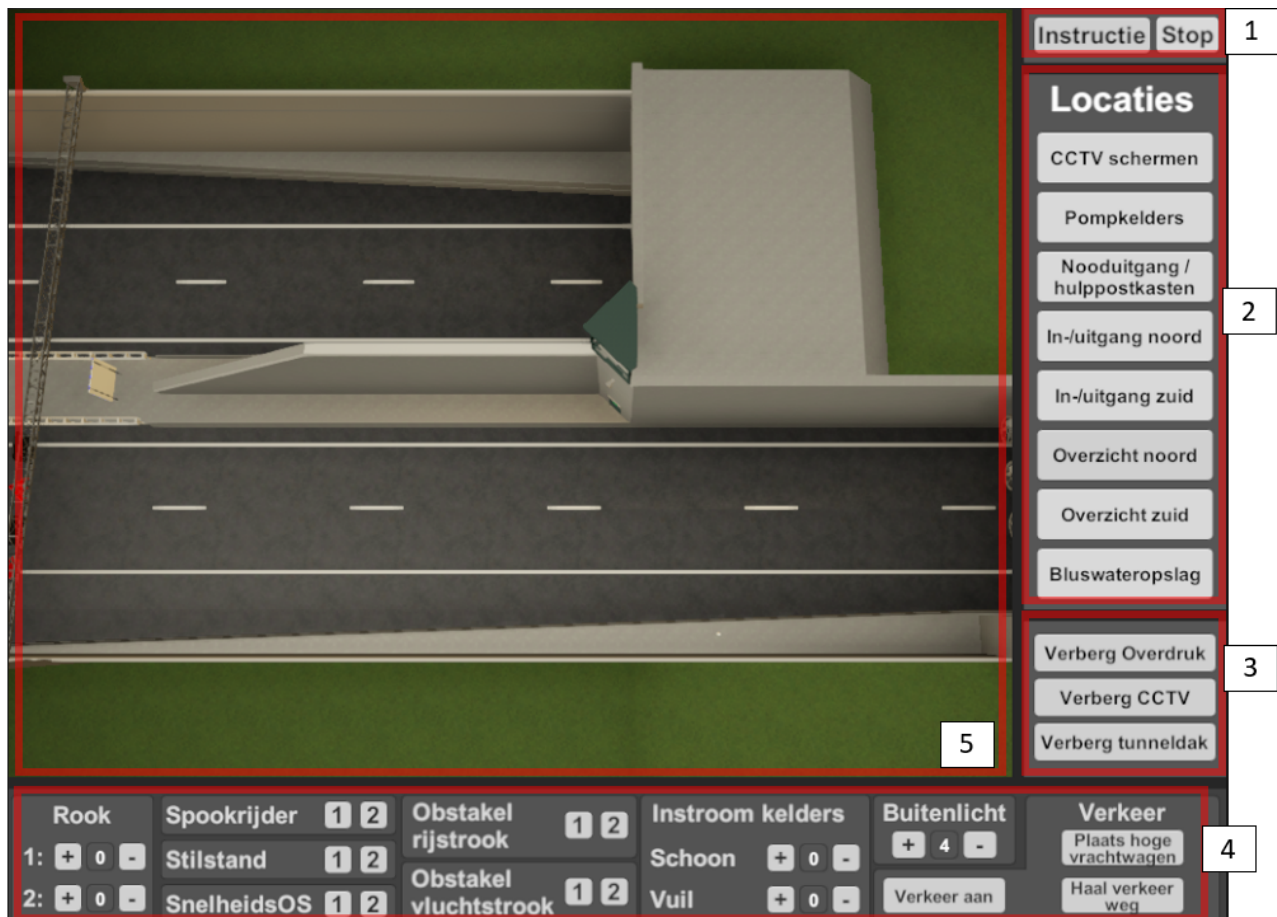 Instructie Stop
1
Locaties
CCTV schermen
Pompkelders
Nooduitgang /
hulppostkasten
2
In-/uitgang noord
In-/uitgang zuid
Overzicht noord
Overzicht zuid
Bluswateropslag
Verberg Overdruk
3
Verberg CCTV
Verberg tunneldak
5
Rook
1: + 0 -
2: + 0 -
Spookrijder 1 2
Stilstand 1 2
SnelheidsOS 1 2
Obstakel
rijstrook 1 2
Obstakel
vluchtstrook 1 2
Instroom kelders
Schoon + 0 -
Vuil + 0 -
Buitenlicht
+ 4 -
Verkeer aan
Verkeer
Plaats hoge
vrachtwagen
Haal verkeer
weg
4